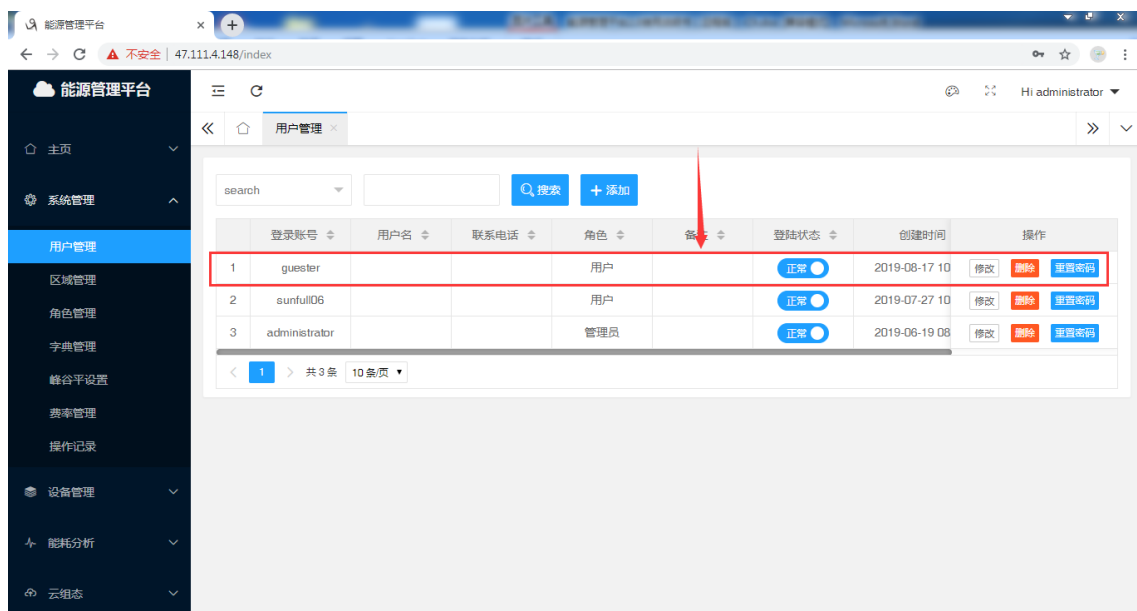 能源管理平台
不安全 | 47.111.4.148/index
能源管理平台
Hi administrator
用户管理
主页
系统管理
用户管理
区域管理
角色管理
字典管理
峰谷平设置
费率管理
操作记录
设备管理
能耗分析
云组态
search 搜索 添加
登录账号 用户名 联系电话 角色 登陆状态 创建时间 操作
1 guester 用户 正常 2019-08-17 10 修改 删除 重置密码
2 sunfull06 用户 正常 2019-07-27 10 修改 删除 重置密码
3 administrator 管理员 正常 2019-06-19 08 修改 删除 重置密码
1 共 3 条 10 条/页